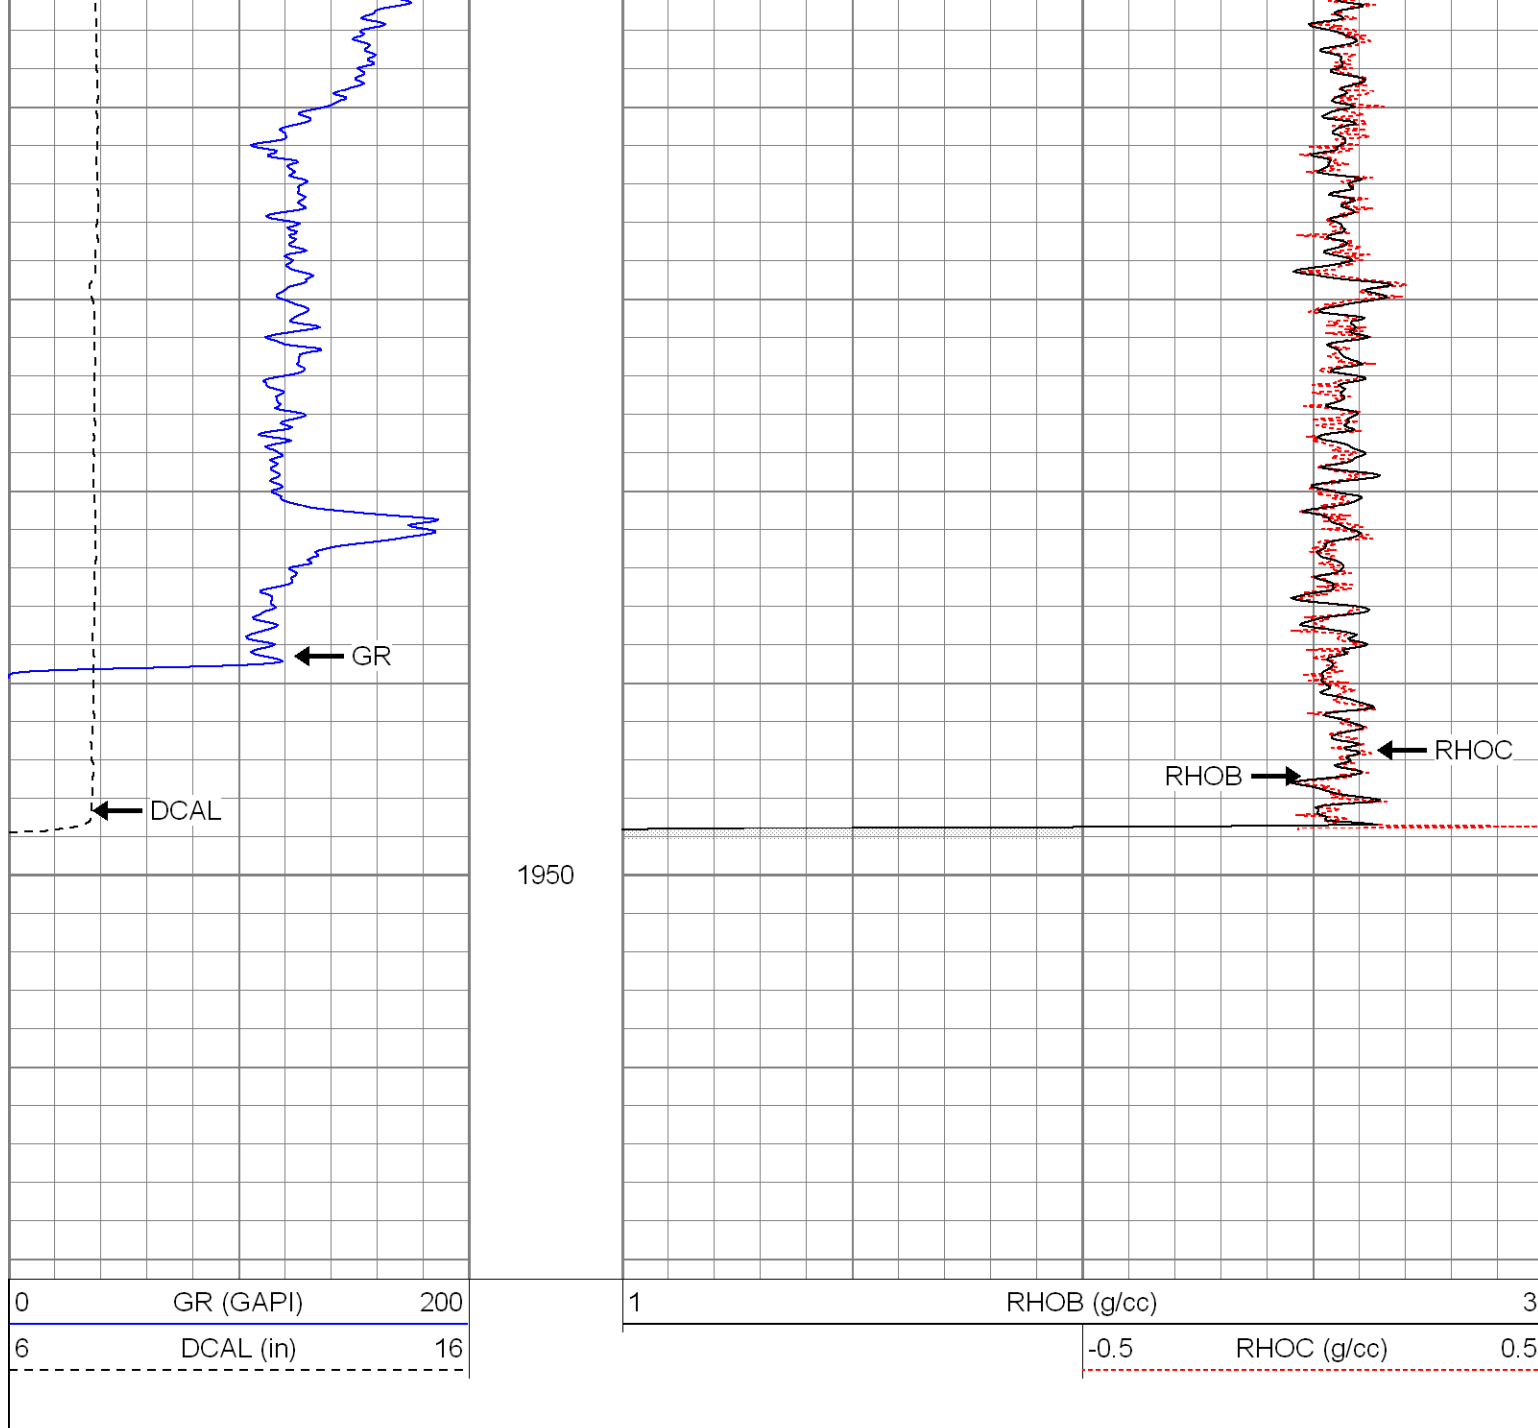 GR
RHOC
RHOB
DCAL
1950
0 GR (GAPI) 200
1 RHOB (g/cc) 3
6 DCAL (in) 16
-0.5 RHOC (g/cc) 0.5